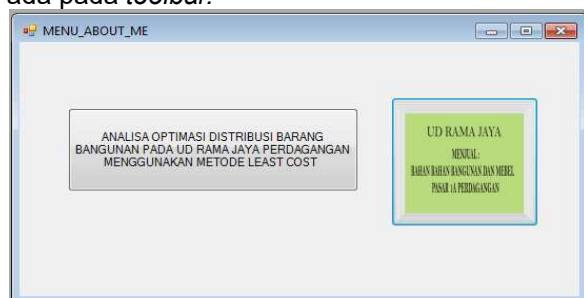 ada pada toolbar.
MENU_ABOUT_ME
ANALISA OPTIMASI DISTRIBUSI BARANG
BANGUNAN PADA UD RAMA JAYA PERDAGANGAN
MENGGUNAKAN METODE LEAST COST
UD RAMA JAYA
MENJUAL :
BAHAN BAHAN BANGUNAN DAN MEBEL
PASAR 1A PERDAGANGAN